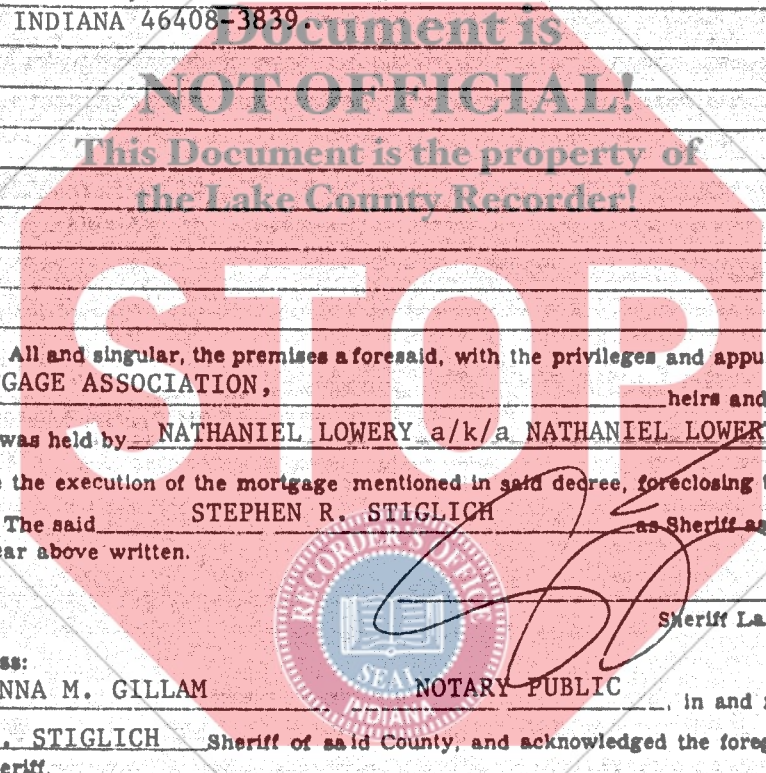 INDIANA 46408-3839.
Document is
NOT OFFICIAL!
This Document is the property of
the Lake County Recorder!
STOP
All and singular, the premises aforesaid, with the privileges and appu
GAGE ASSOCIATION,
heirs and
was held by NATHANIEL LOWERY a/k/a NATHANIEL LOWER
the execution of the mortgage mentioned in said decree, foreclosing
The said STEPHEN R. STIGLICH as Sheriff as
ar above written.
RECORDER'S OFFICE
SEAL
INDIANA
Sheriff La
ss:
NNA M. GILLAM NOTARY PUBLIC, in and
. STIGLICH Sheriff of said County, and acknowledged the foreg
eriff.